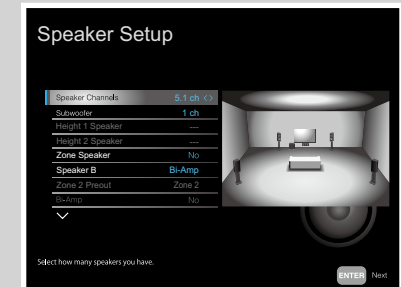 Speaker Setup
Speaker Channels 5.1 ch <>
Subwoofer 1 ch
Height 1 Speaker ---
Height 2 Speaker ---
Zone Speaker No
Speaker B Bi-Amp
Zone 2 Preout Zone 2
Bi-Amp No
Select how many speakers you have.
ENTER Next